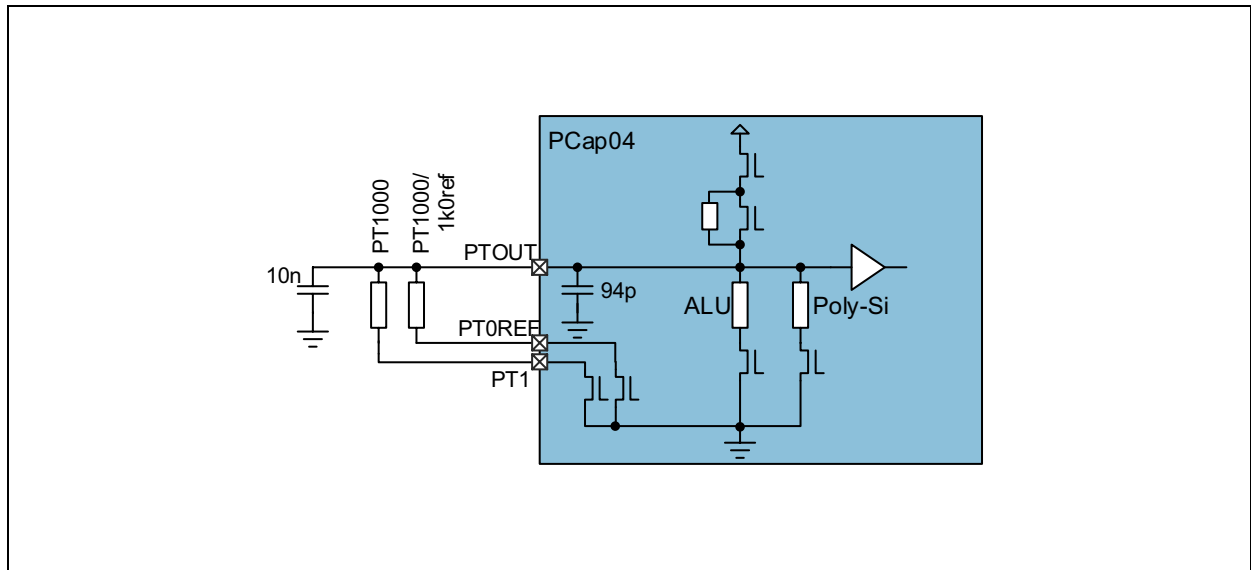 PCap04
PT1000
PT1000/
1k0ref
PTOUT
10n
94p
ALU
Poly-Si
PT0REF
PT1